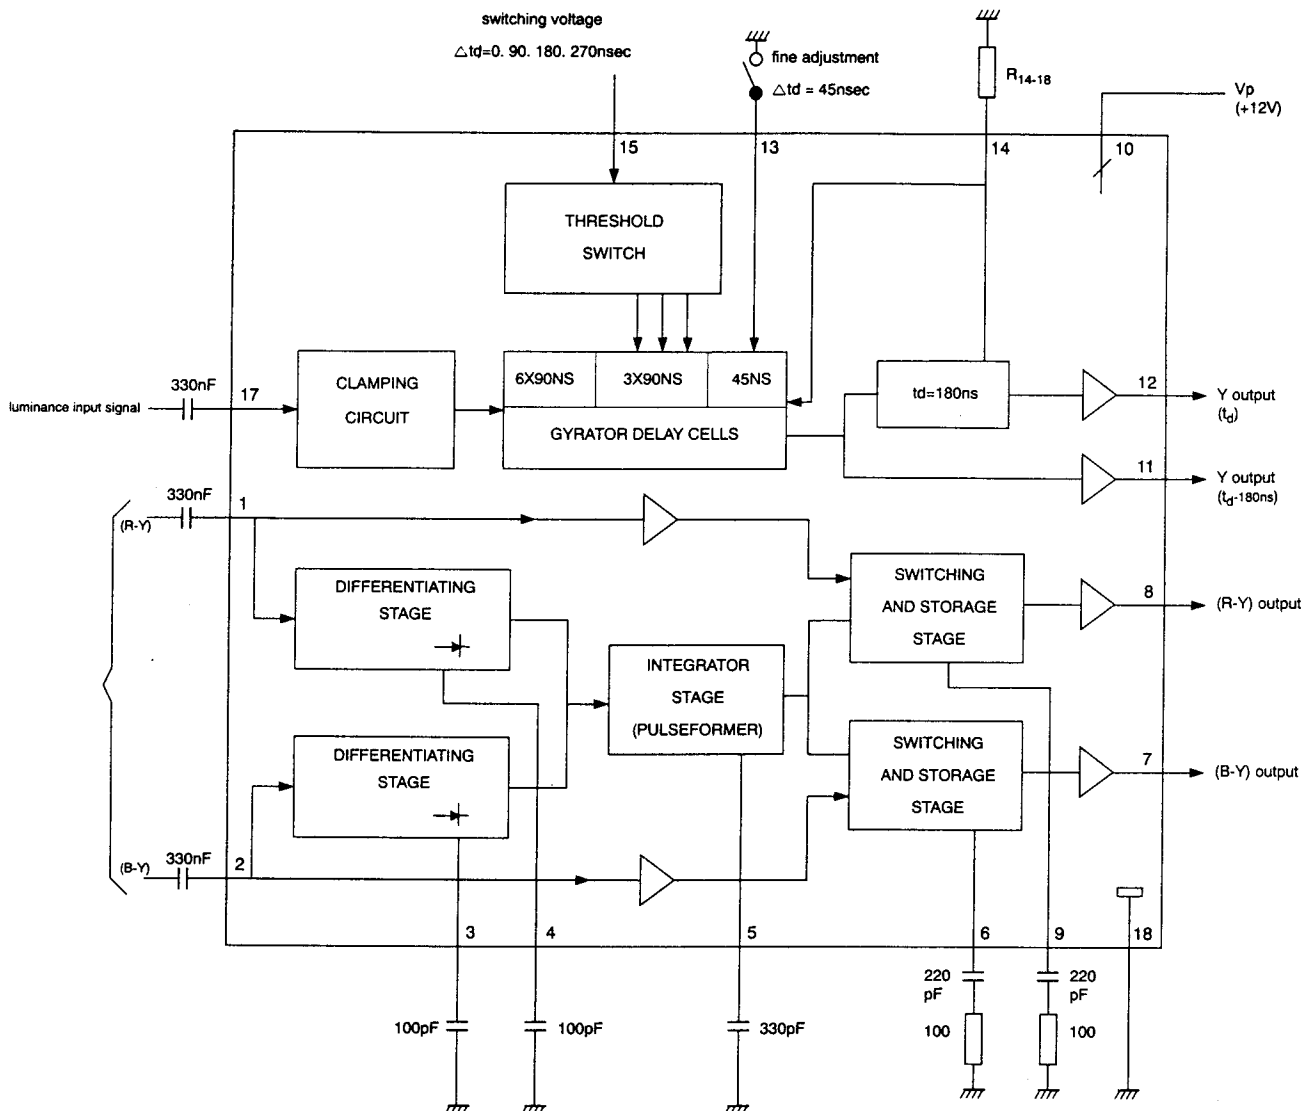 switching voltage
△td=0. 90. 180. 270nsec
fine adjustment
△td = 45nsec
R14-18
Vp
(+12V)
15
13
14
10
THRESHOLD
SWITCH
330nF
17
luminance input signal
CLAMPING
CIRCUIT
6X90NS
3X90NS
45NS
GYRATOR DELAY CELLS
td=180ns
12
Y output
(td)
11
Y output
(td-180ns)
330nF
1
(R-Y)
DIFFERENTIATING
STAGE
SWITCHING
AND STORAGE
STAGE
8
(R-Y) output
INTEGRATOR
STAGE
(PULSEFORMER)
DIFFERENTIATING
STAGE
SWITCHING
AND STORAGE
STAGE
7
(B-Y) output
330nF
2
(B-Y)
3
4
5
6
9
18
220
pF
220
pF
100pF
100pF
330pF
100
100